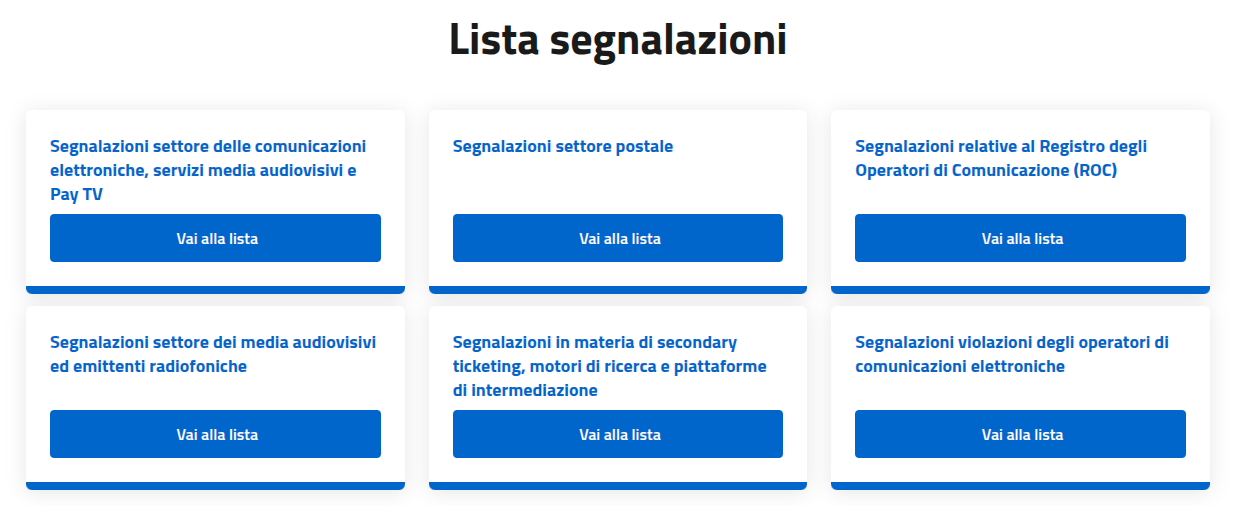 Lista segnalazioni
Segnalazioni settore delle comunicazioni
elettroniche, servizi media audiovisivi e
Pay TV
Vai alla lista
Segnalazioni settore postale
Vai alla lista
Segnalazioni relative al Registro degli
Operatori di Comunicazione (ROC)
Vai alla lista
Segnalazioni settore dei media audiovisivi
ed emittenti radiofoniche
Vai alla lista
Segnalazioni in materia di secondary
ticketing, motori di ricerca e piattaforme
di intermediazione
Vai alla lista
Segnalazioni violazioni degli operatori di
comunicazioni elettroniche
Vai alla lista